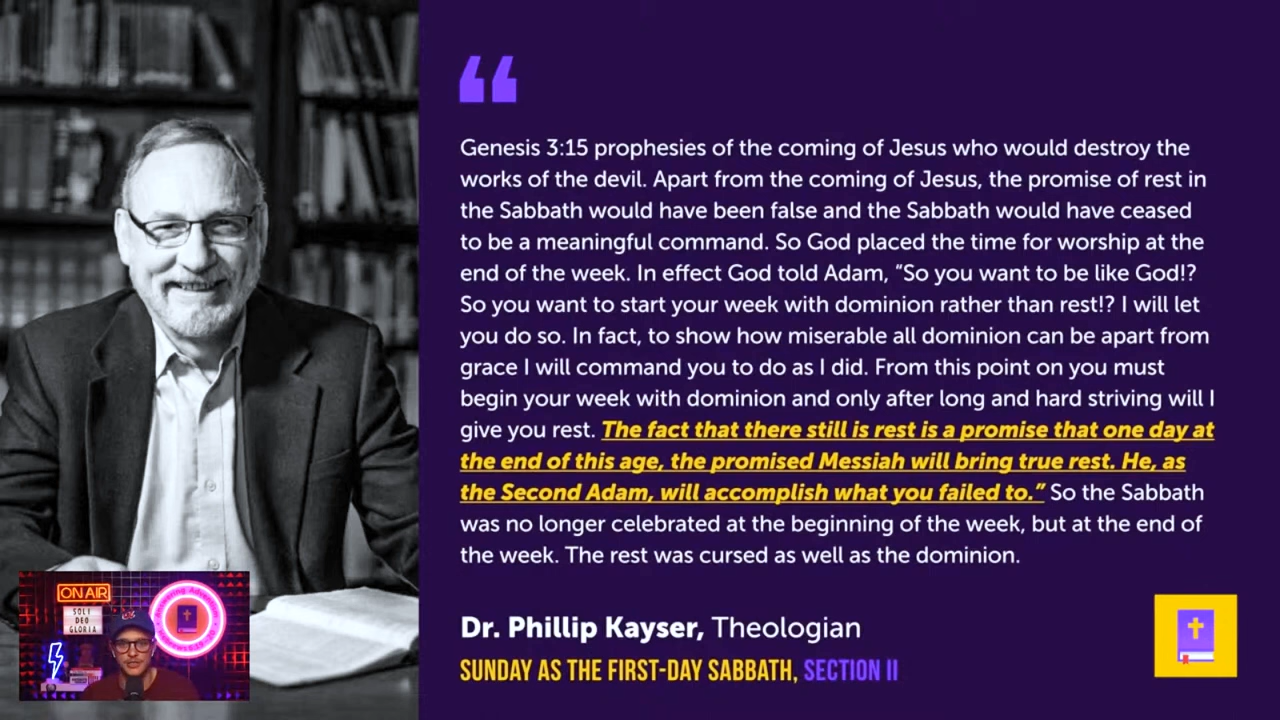 “
Genesis 3:15 prophesies of the coming of Jesus who would destroy the
works of the devil. Apart from the coming of Jesus, the promise of rest in
the Sabbath would have been false and the Sabbath would have ceased
to be a meaningful command. So God placed the time for worship at the
end of the week. In effect God told Adam, “So you want to be like God!?
So you want to start your week with dominion rather than rest!? I will let
you do so. In fact, to show how miserable all dominion can be apart from
grace I will command you to do as I did. From this point on you must
begin your week with dominion and only after long and hard striving will I
give you rest. The fact that there still is rest is a promise that one day at
the end of this age, the promised Messiah will bring true rest. He, as
the Second Adam, will accomplish what you failed to.” So the Sabbath
was no longer celebrated at the beginning of the week, but at the end of
the week. The rest was cursed as well as the dominion.
Dr. Phillip Kayser, Theologian
SUNDAY AS THE FIRST-DAY SABBATH, SECTION II
ON AIR
SOLI
DEO
GLORIA
Answering Adventism